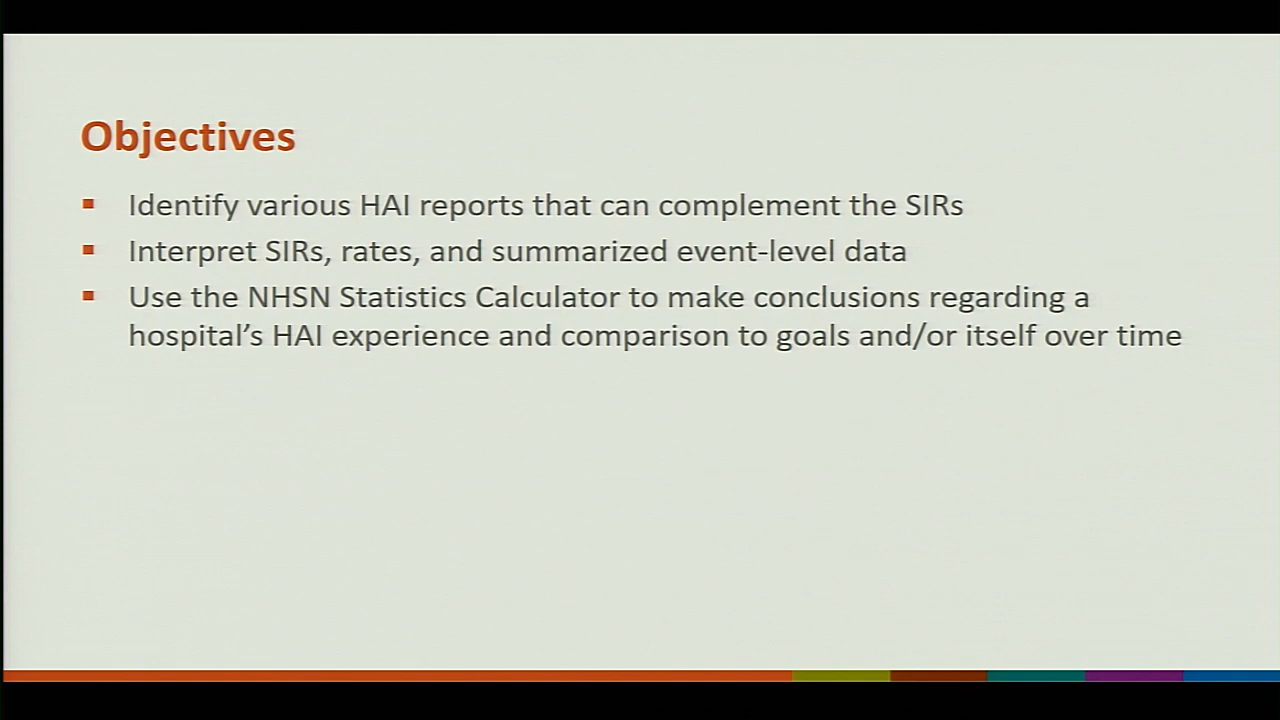 Objectives
▪ Identify various HAI reports that can complement the SIRs
▪ Interpret SIRs, rates, and summarized event-level data
▪ Use the NHSN Statistics Calculator to make conclusions regarding a
hospital’s HAI experience and comparison to goals and/or itself over time